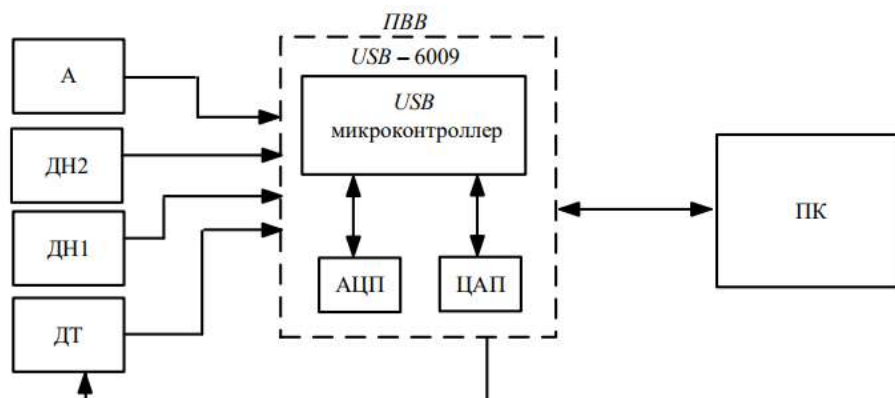 ПВВ
USB – 6009
А
USB
микроконтроллер
ДН2
ДН1
ПК
АЦП
ЦАП
ДТ